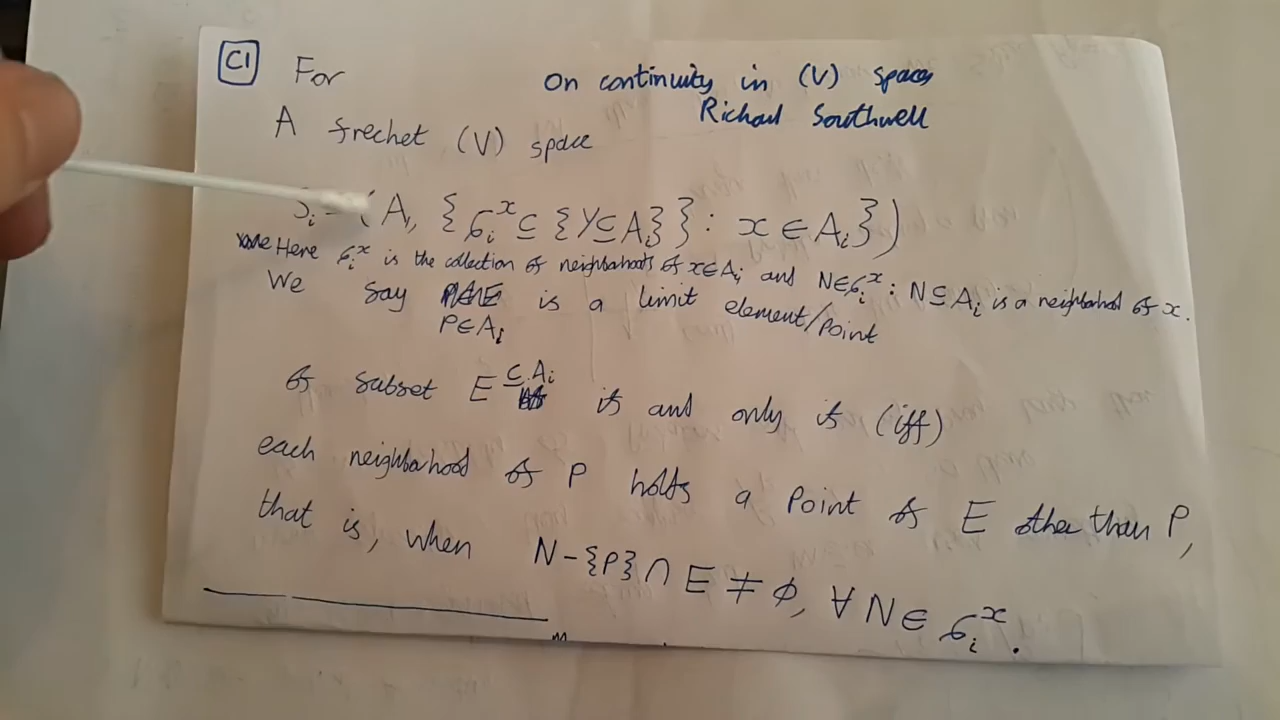 C1 For
On continuity in (V) spaces
Richard Southwell
A frechet (V) space
S_i = (A, {σ_i^x ⊆ {Y⊆A_i}} : x ∈ A_i})
Here σ_i^x is the collection of neighborhoods of x∈A_i and N∈σ_i^x : N⊆A_i is a neighborhood of x.
We say is a limit element/point
P∈A_i
of subset E ⊆ A_i if and only if (iff)
each neighborhood of P holds a point of E other than P,
that is, when N-{P} ∩ E ≠ ϕ, ∀ N ∈ σ_i^x.